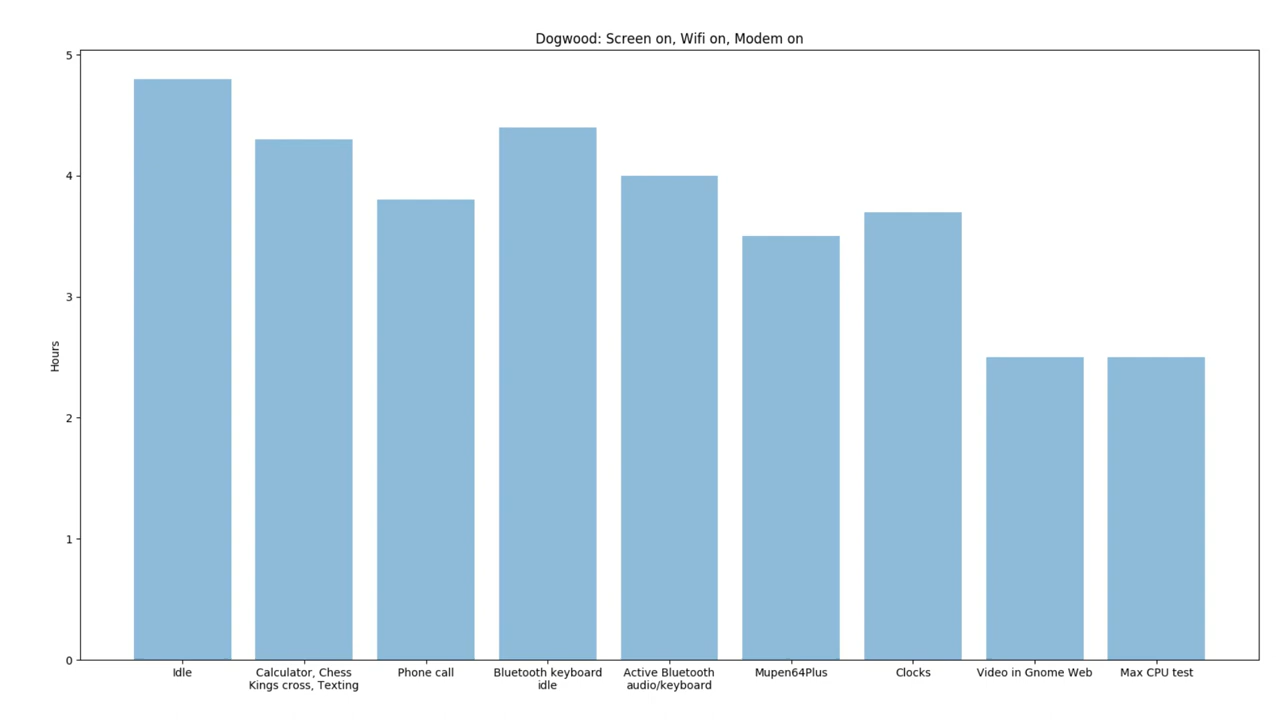 Dogwood: Screen on, Wifi on, Modem on
5
4
3
2
1
0
Hours
Idle
Calculator, Chess
Kings cross, Texting
Phone call
Bluetooth keyboard
idle
Active Bluetooth
audio/keyboard
Mupen64Plus
Clocks
Video in Gnome Web
Max CPU test